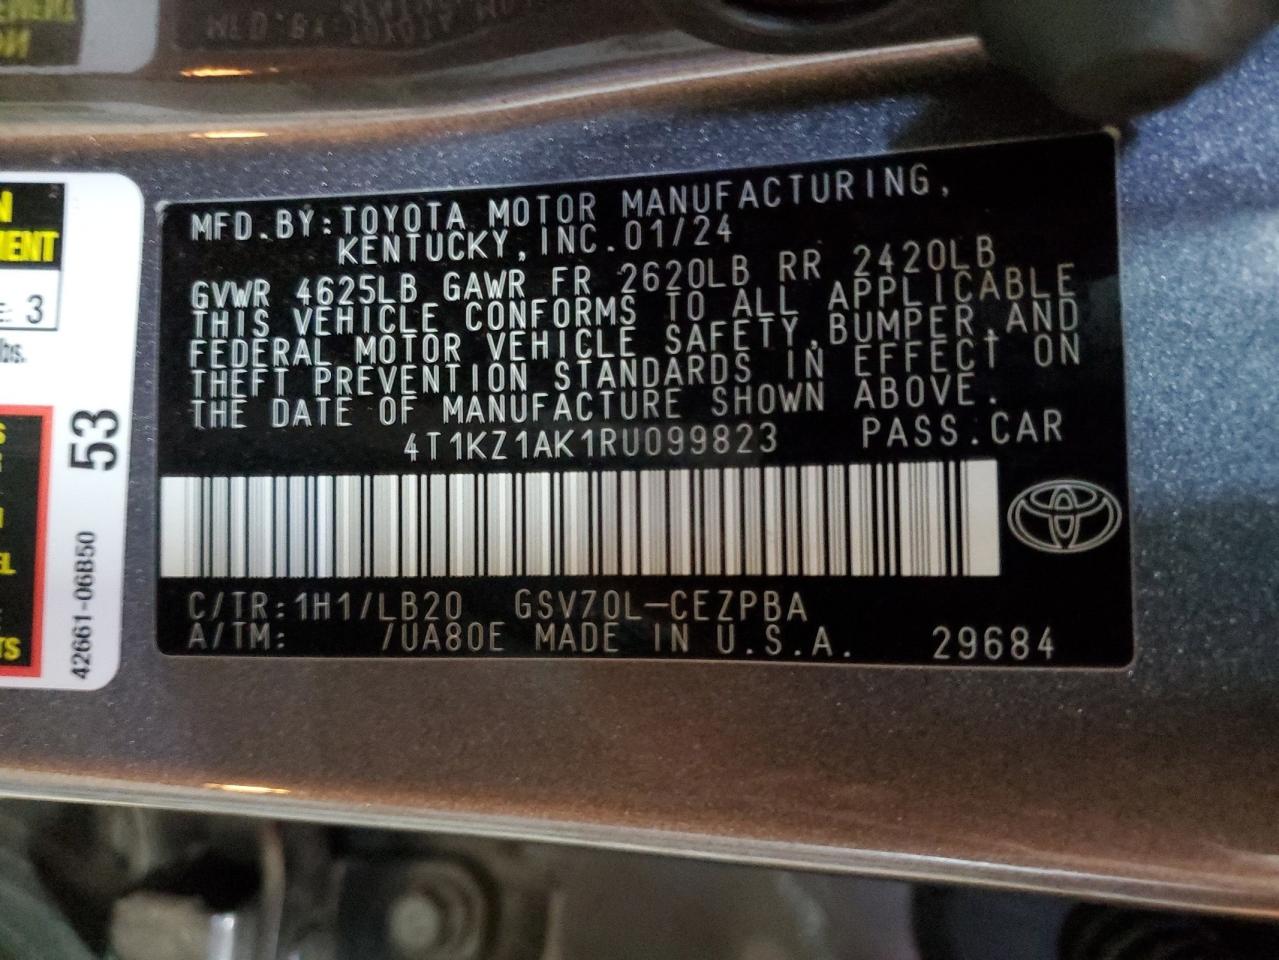 MFD.BY:TOYOTA MOTOR MANUFACTURING,
KENTUCKY, INC. 01/24
GVWR 4625LB GAWR FR 2620LB RR 2420LB
THIS VEHICLE CONFORMS TO ALL APPLICABLE
FEDERAL MOTOR VEHICLE SAFETY, BUMPER, AND
THEFT PREVENTION STANDARDS IN EFFECT ON
THE DATE OF MANUFACTURE SHOWN ABOVE.
4T1KZ1AK1RU099823 PASS.CAR
C/TR:1H1/LB20 GSV70L-CEZPBA
A/TM: /UA80E MADE IN U.S.A. 29684
3
lbs.
53
42661-06B50